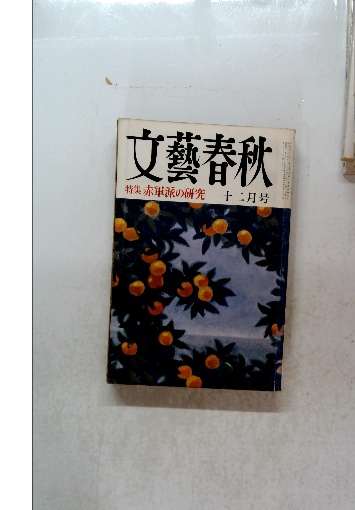 文藝春秋
特集 赤軍派の研究 十二月号